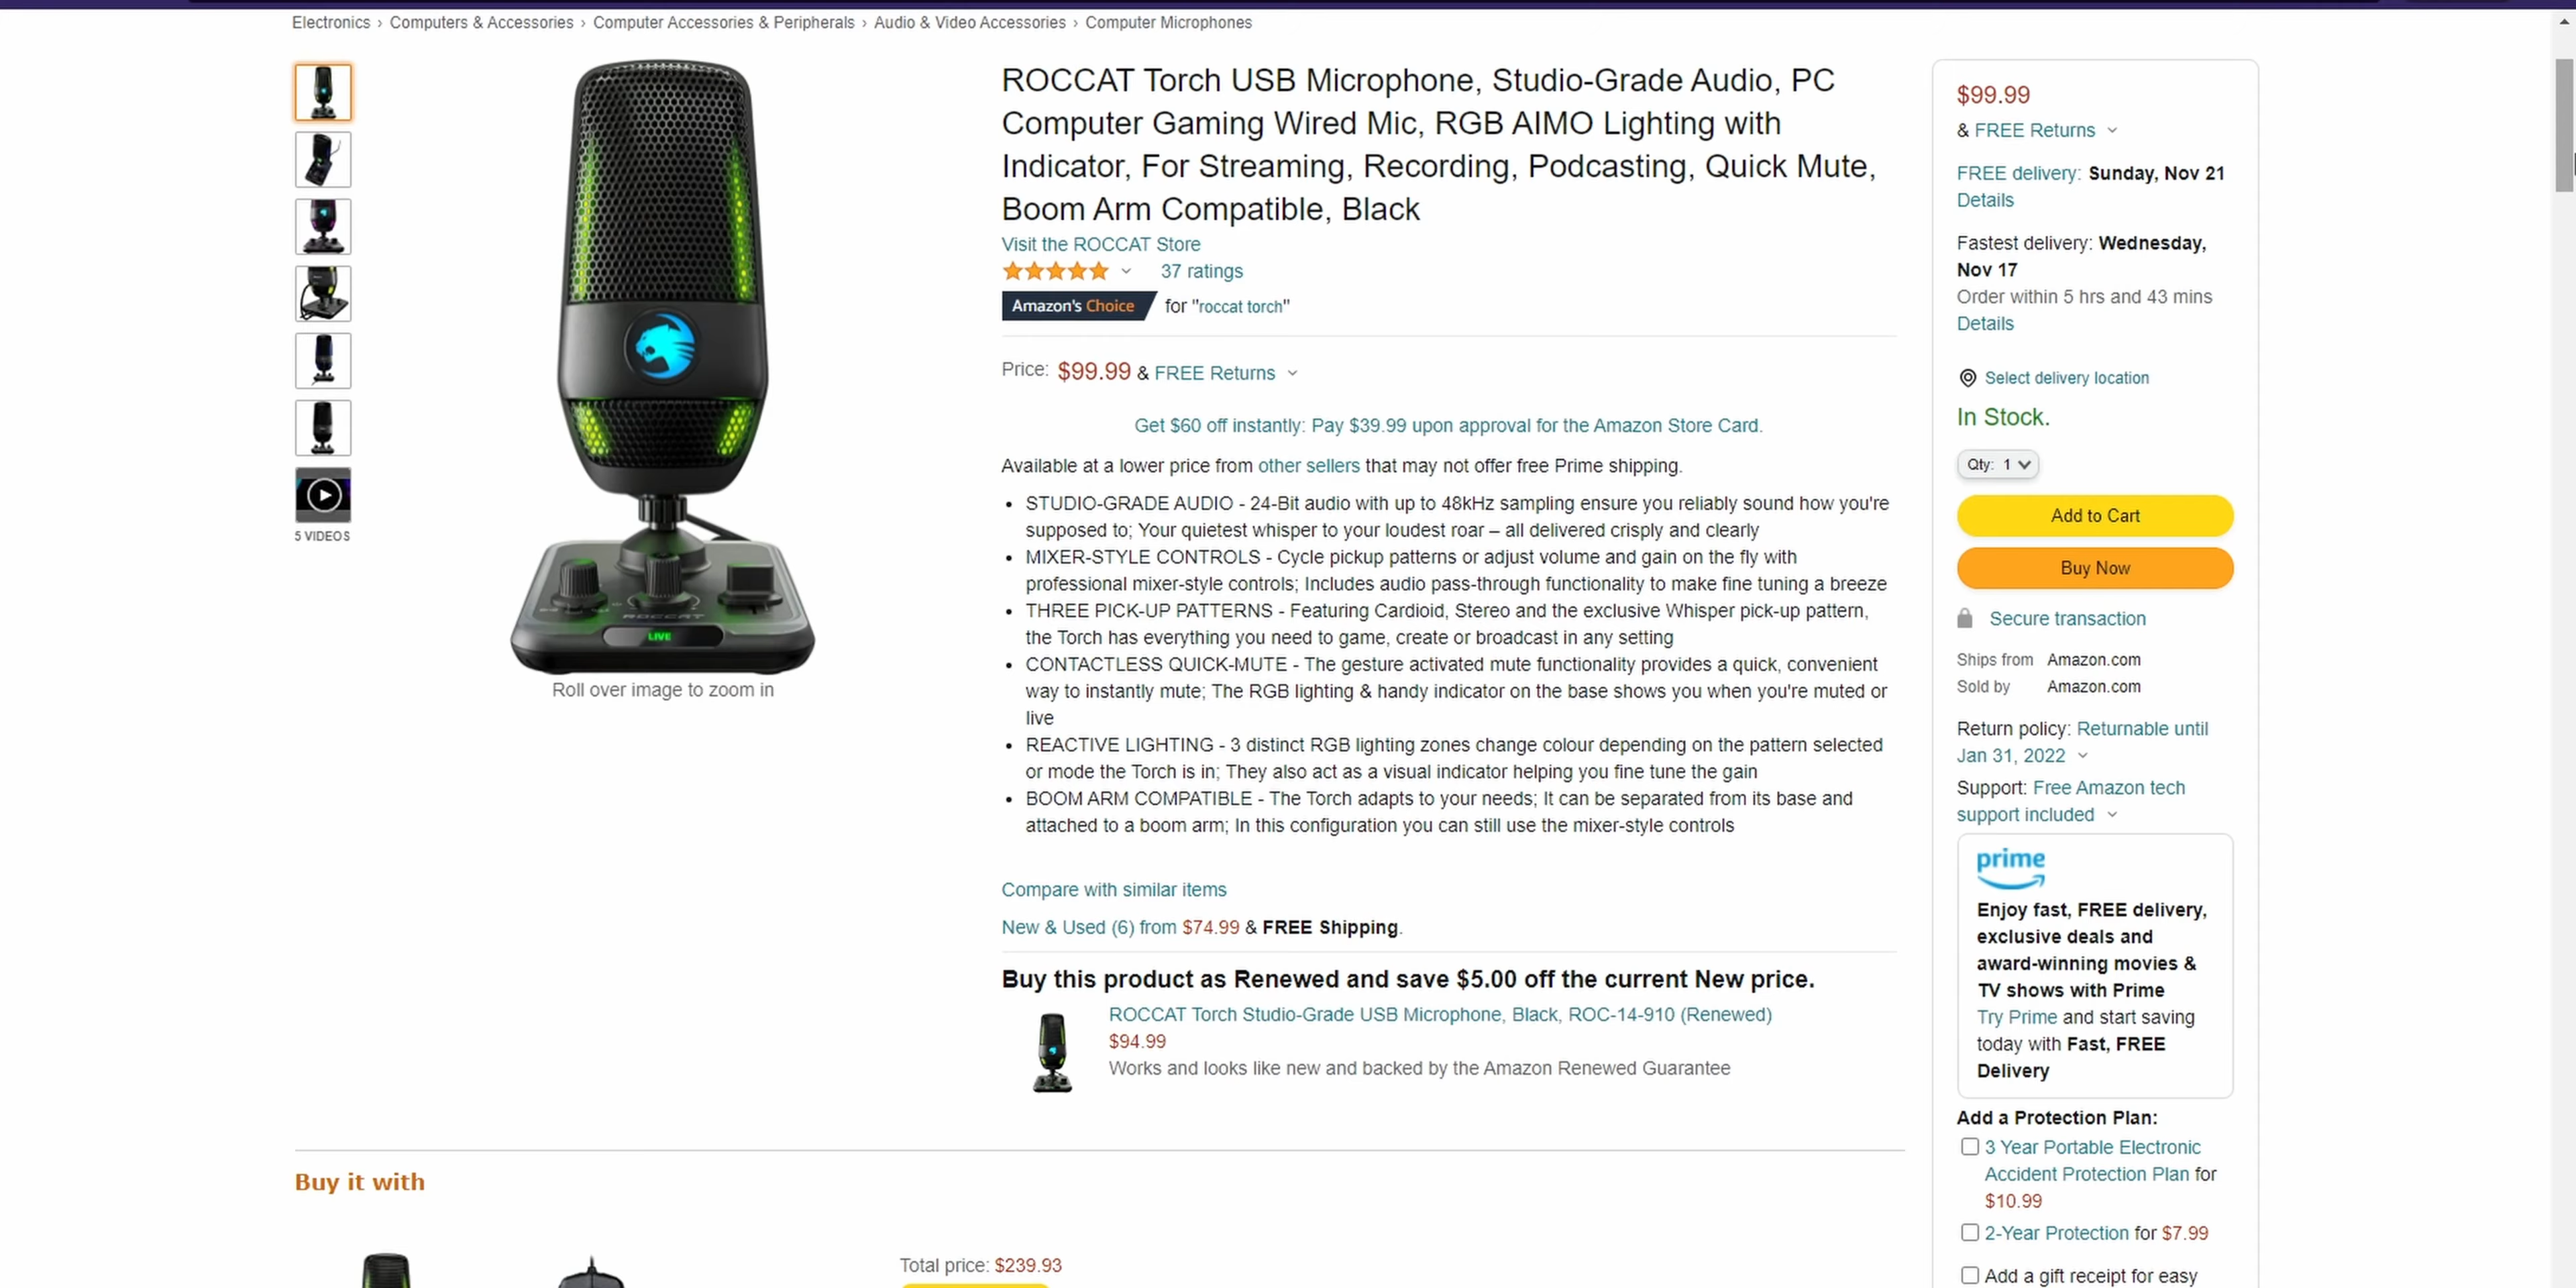 Electronics › Computers & Accessories › Computer Accessories & Peripherals › Audio & Video Accessories › Computer Microphones
5 VIDEOS
LIVE
Roll over image to zoom in
ROCCAT Torch USB Microphone, Studio-Grade Audio, PC
Computer Gaming Wired Mic, RGB AIMO Lighting with
Indicator, For Streaming, Recording, Podcasting, Quick Mute,
Boom Arm Compatible, Black
Visit the ROCCAT Store
37 ratings
Amazon's Choice for "roccat torch"
Price: $99.99 & FREE Returns
Get $60 off instantly: Pay $39.99 upon approval for the Amazon Store Card.
Available at a lower price from other sellers that may not offer free Prime shipping.
• STUDIO-GRADE AUDIO - 24-Bit audio with up to 48kHz sampling ensure you reliably sound how you're
supposed to; Your quietest whisper to your loudest roar – all delivered crisply and clearly
• MIXER-STYLE CONTROLS - Cycle pickup patterns or adjust volume and gain on the fly with
professional mixer-style controls; Includes audio pass-through functionality to make fine tuning a breeze
• THREE PICK-UP PATTERNS - Featuring Cardioid, Stereo and the exclusive Whisper pick-up pattern,
the Torch has everything you need to game, create or broadcast in any setting
• CONTACTLESS QUICK-MUTE - The gesture activated mute functionality provides a quick, convenient
way to instantly mute; The RGB lighting & handy indicator on the base shows you when you're muted or
live
• REACTIVE LIGHTING - 3 distinct RGB lighting zones change colour depending on the pattern selected
or mode the Torch is in; They also act as a visual indicator helping you fine tune the gain
• BOOM ARM COMPATIBLE - The Torch adapts to your needs; It can be separated from its base and
attached to a boom arm; In this configuration you can still use the mixer-style controls
Compare with similar items
New & Used (6) from $74.99 & FREE Shipping.
Buy this product as Renewed and save $5.00 off the current New price.
ROCCAT Torch Studio-Grade USB Microphone, Black, ROC-14-910 (Renewed)
$94.99
Works and looks like new and backed by the Amazon Renewed Guarantee
$99.99
& FREE Returns
FREE delivery: Sunday, Nov 21
Details
Fastest delivery: Wednesday,
Nov 17
Order within 5 hrs and 43 mins
Details
Select delivery location
In Stock.
Qty: 1
Add to Cart
Buy Now
Secure transaction
Ships from Amazon.com
Sold by Amazon.com
Return policy: Returnable until
Jan 31, 2022
Support: Free Amazon tech
support included
prime
Enjoy fast, FREE delivery,
exclusive deals and
award-winning movies &
TV shows with Prime
Try Prime and start saving
today with Fast, FREE
Delivery
Add a Protection Plan:
3 Year Portable Electronic
Accident Protection Plan for
$10.99
2-Year Protection for $7.99
Add a gift receipt for easy
Buy it with
Total price: $239.93